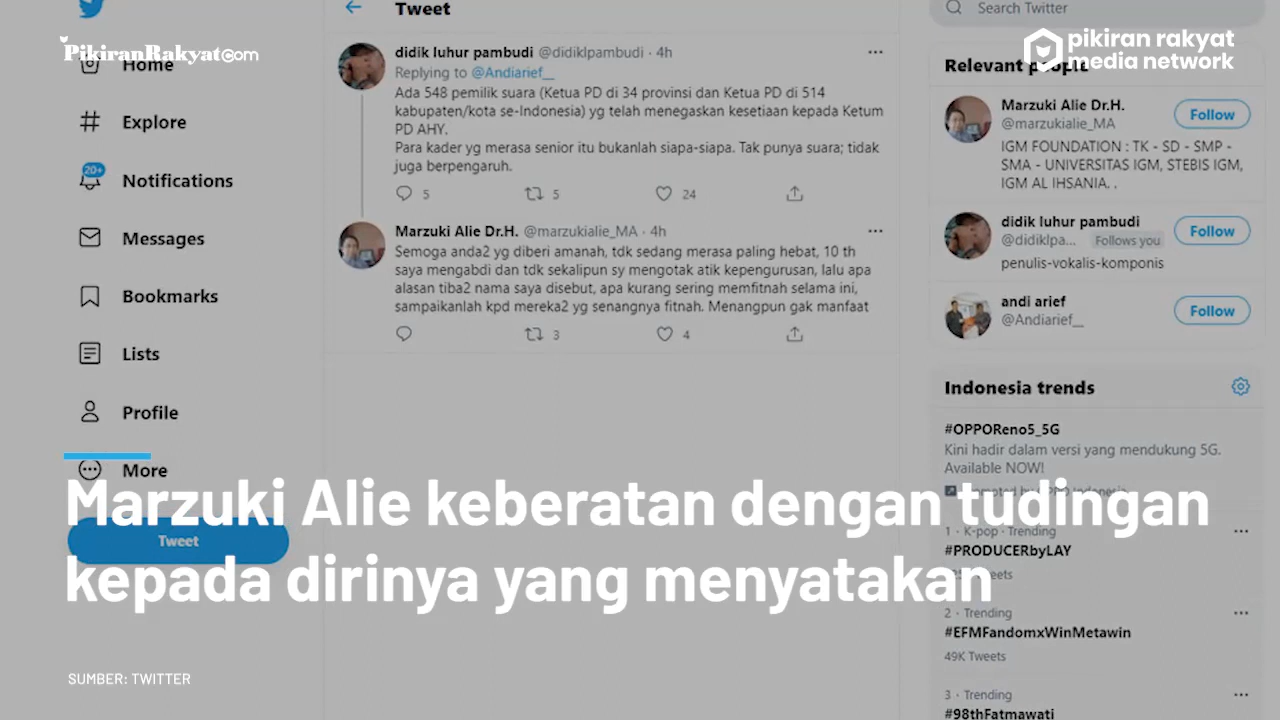 PikiranRakyat.Com
pikiran rakyat
media network
Home
Explore
20+
Notifications
Messages
Bookmarks
Lists
Profile
More
Tweet
Tweet
didik luhur pambudi @didiklpambudi · 4h
Replying to @Andiarief__
Ada 548 pemilik suara (Ketua PD di 34 provinsi dan Ketua PD di 514
kabupaten/kota se-Indonesia) yg telah menegaskan kesetiaan kepada Ketum
PD AHY.
Para kader yg merasa senior itu bukanlah siapa-siapa. Tak punya suara; tidak
juga berpengaruh.
5 5 24
Marzuki Alie Dr.H. @marzukialie_MA · 4h
Semoga anda2 yg diberi amanah, tdk sedang merasa paling hebat, 10 th
saya mengabdi dan tdk sekalipun sy mengotak atik kepengurusan, lalu apa
alasan tiba2 nama saya disebut, apa kurang sering memfitnah selama ini,
sampaikanlah kpd mereka2 yg senangnya fitnah. Menangpun gak manfaat
3 4
Search Twitter
Relevant people
Marzuki Alie Dr.H.
@marzukialie_MA
Follow
IGM FOUNDATION : TK - SD - SMP -
SMA - UNIVERSITAS IGM, STEBIS IGM,
IGM AL IHSANIA. .
didik luhur pambudi
@didiklpa... Follows you
Follow
penulis-vokalis-komponis
andi arief
@Andiarief__
Follow
Indonesia trends
#OPPOReno5_5G
Kini hadir dalam versi yang mendukung 5G.
Available NOW!
Promoted by OPPO Indonesia
1 · K-pop · Trending
#PRODUCERbyLAY
Tweets
2 · Trending
#EFMFandomxWinMetawin
49K Tweets
3 · Trending
#98thFatmawati
Marzuki Alie keberatan dengan tudingan
kepada dirinya yang menyatakan
SUMBER: TWITTER